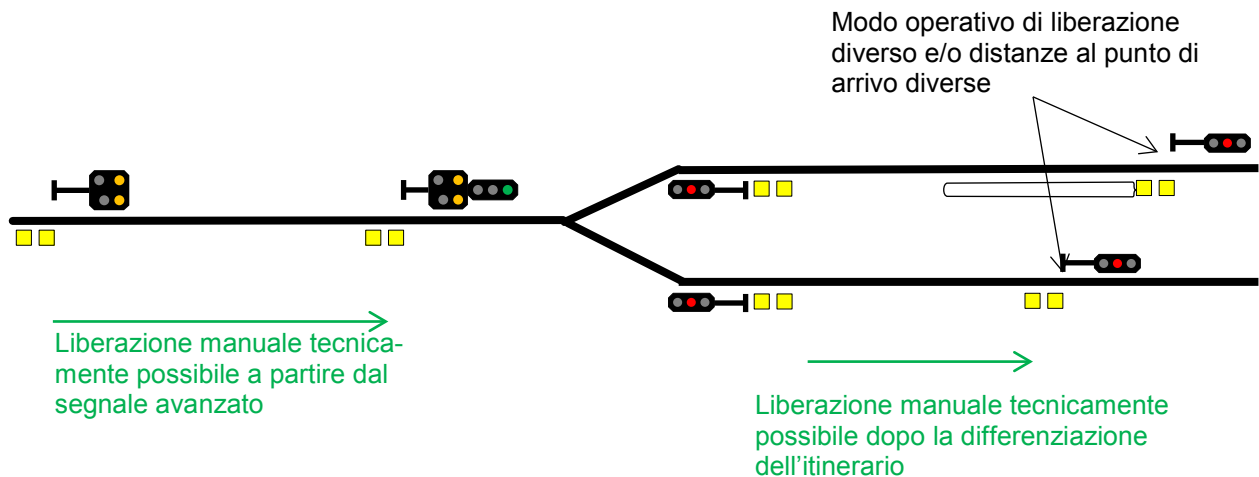 Modo operativo di liberazione
diverso e/o distanze al punto di
arrivo diverse
Liberazione manuale tecnica-
mente possibile a partire dal
segnale avanzato
Liberazione manuale tecnicamente
possibile dopo la differenziazione
dell’itinerario